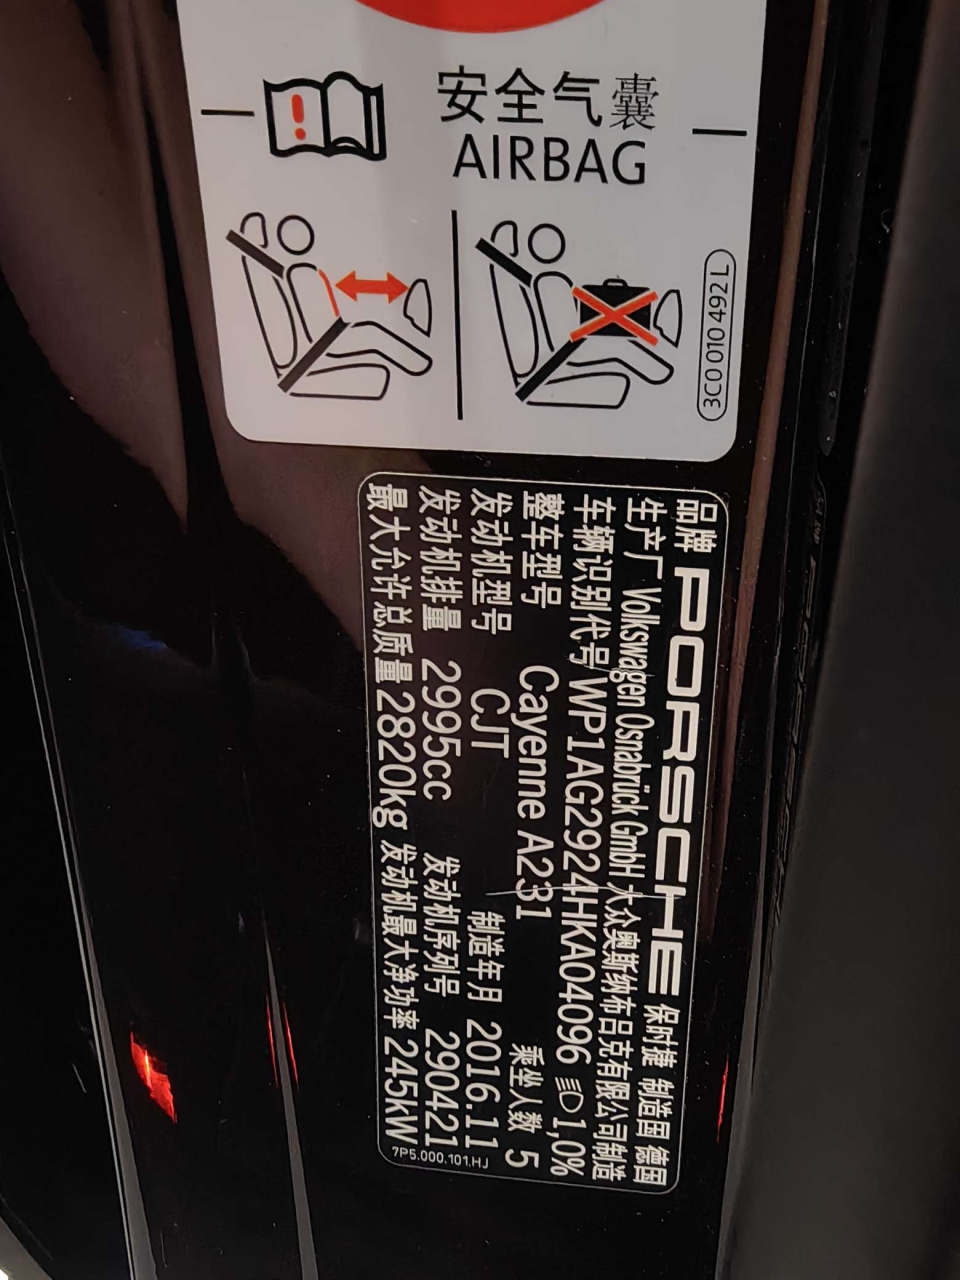 安全气囊
AIRBAG
3C0 010 492 L
品牌 PORSCHE 保时捷 制造国 德国
生产厂 Volkswagen Osnabrück GmbH 大众奥斯纳布吕克有限公司制造
车辆识别代号 WP1AG2924HKA04096 1,0%
整车型号 Cayenne A231 乘坐人数 5
发动机型号 CJT 制造年月 2016.11
发动机排量 2995cc 发动机序列号 290421
最大允许总质量 2820kg 发动机最大净功率 245kW
7P5.000.101.HJ